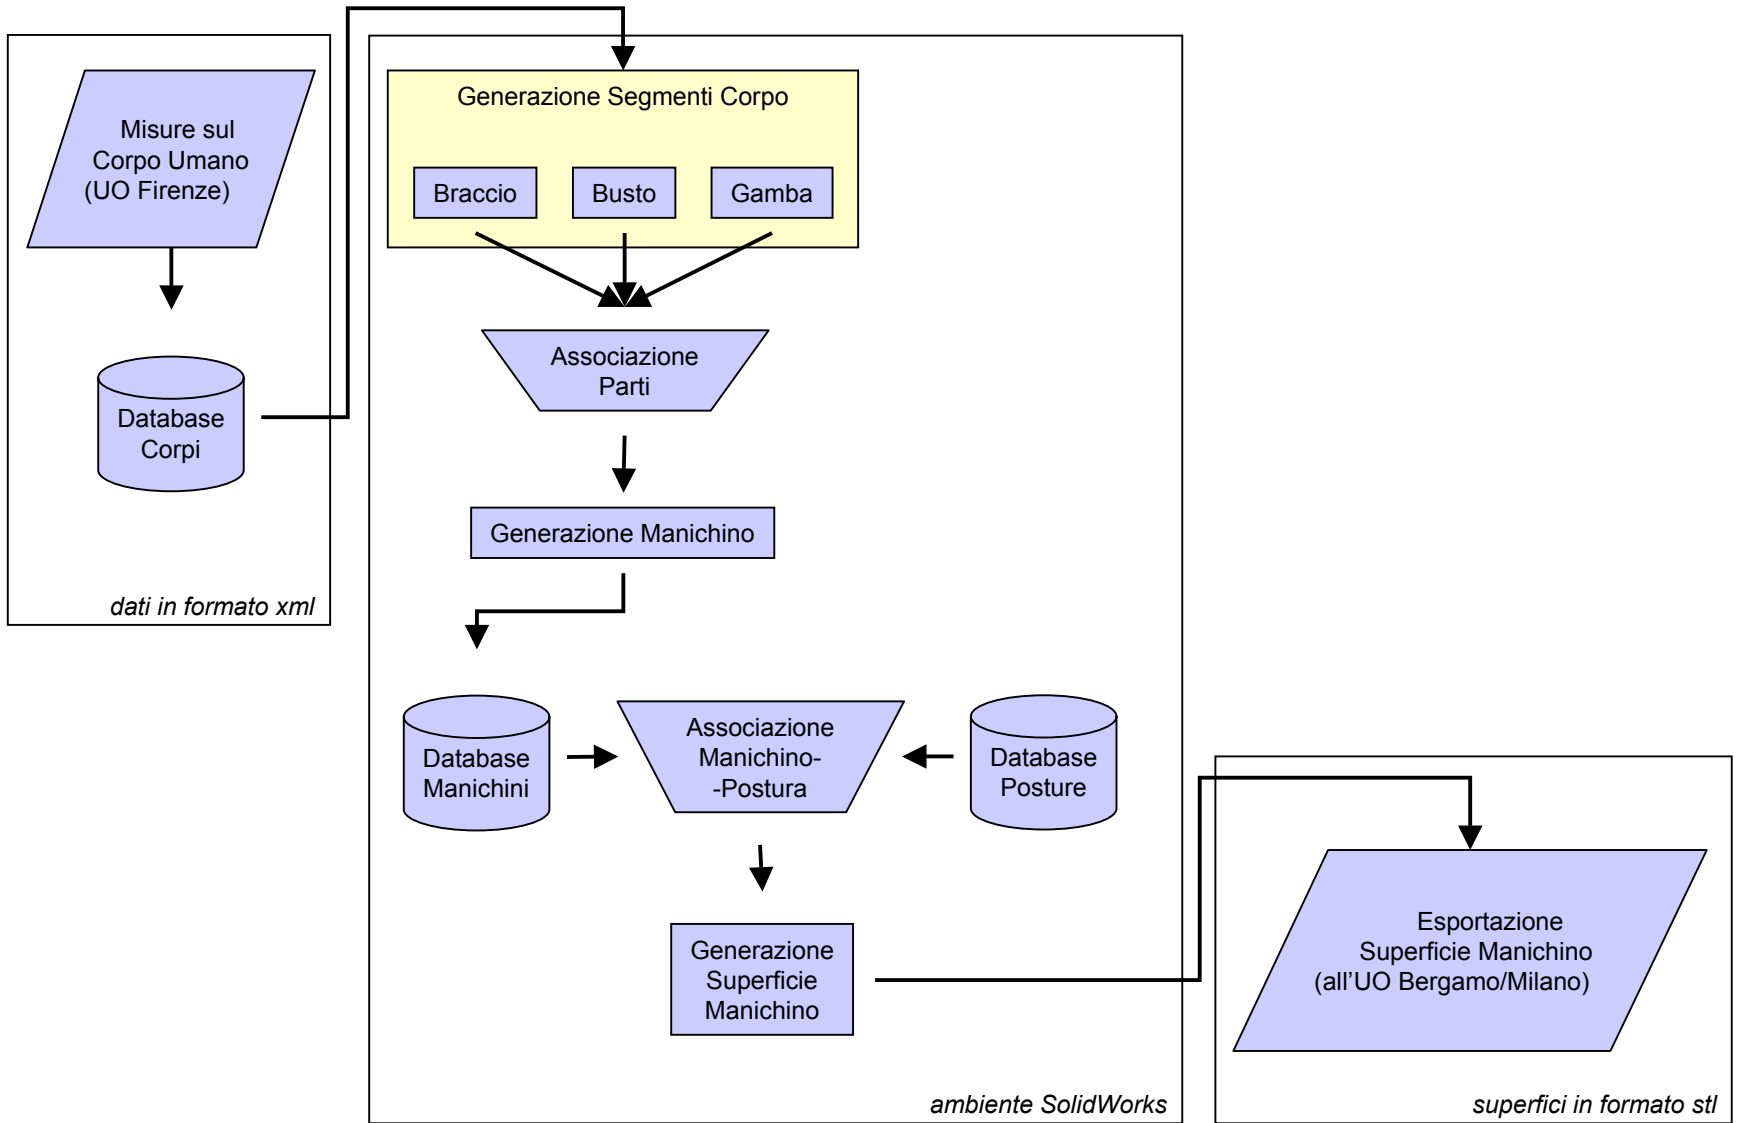 Misure sul
Corpo Umano
(UO Firenze)
Database
Corpi
dati in formato xml
Generazione Segmenti Corpo
Braccio
Busto
Gamba
Associazione
Parti
Generazione Manichino
Database
Manichini
Associazione
Manichino-
-Postura
Database
Posture
Generazione
Superficie
Manichino
ambiente SolidWorks
Esportazione
Superficie Manichino
(all'UO Bergamo/Milano)
superfici in formato stl